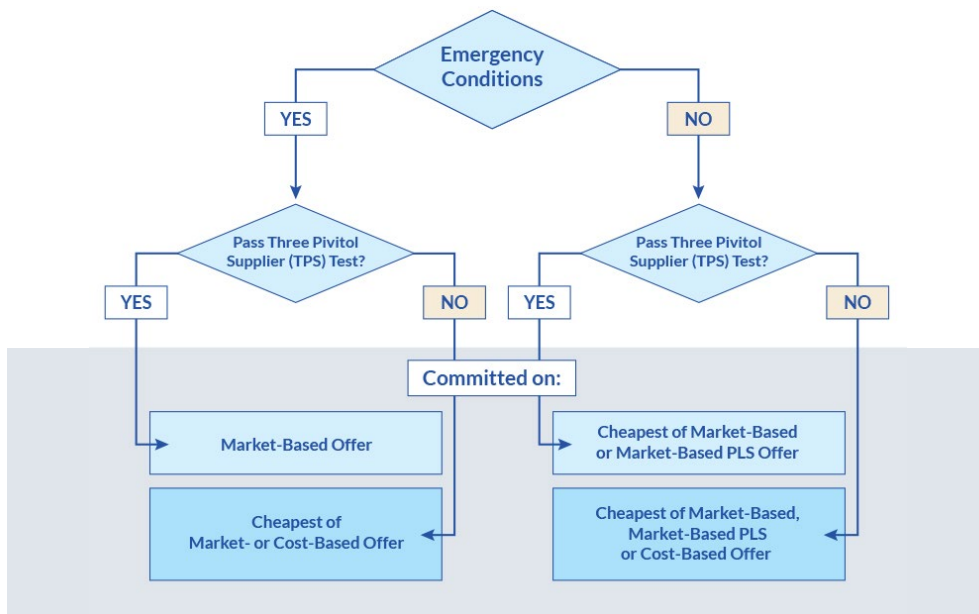 Emergency
Conditions
YES
NO
Pass Three Pivitol
Supplier (TPS) Test?
Pass Three Pivitol
Supplier (TPS) Test?
YES
NO
YES
NO
Committed on:
Market-Based Offer
Cheapest of Market-Based
or Market-Based PLS Offer
Cheapest of
Market- or Cost-Based Offer
Cheapest of Market-Based,
Market-Based PLS
or Cost-Based Offer